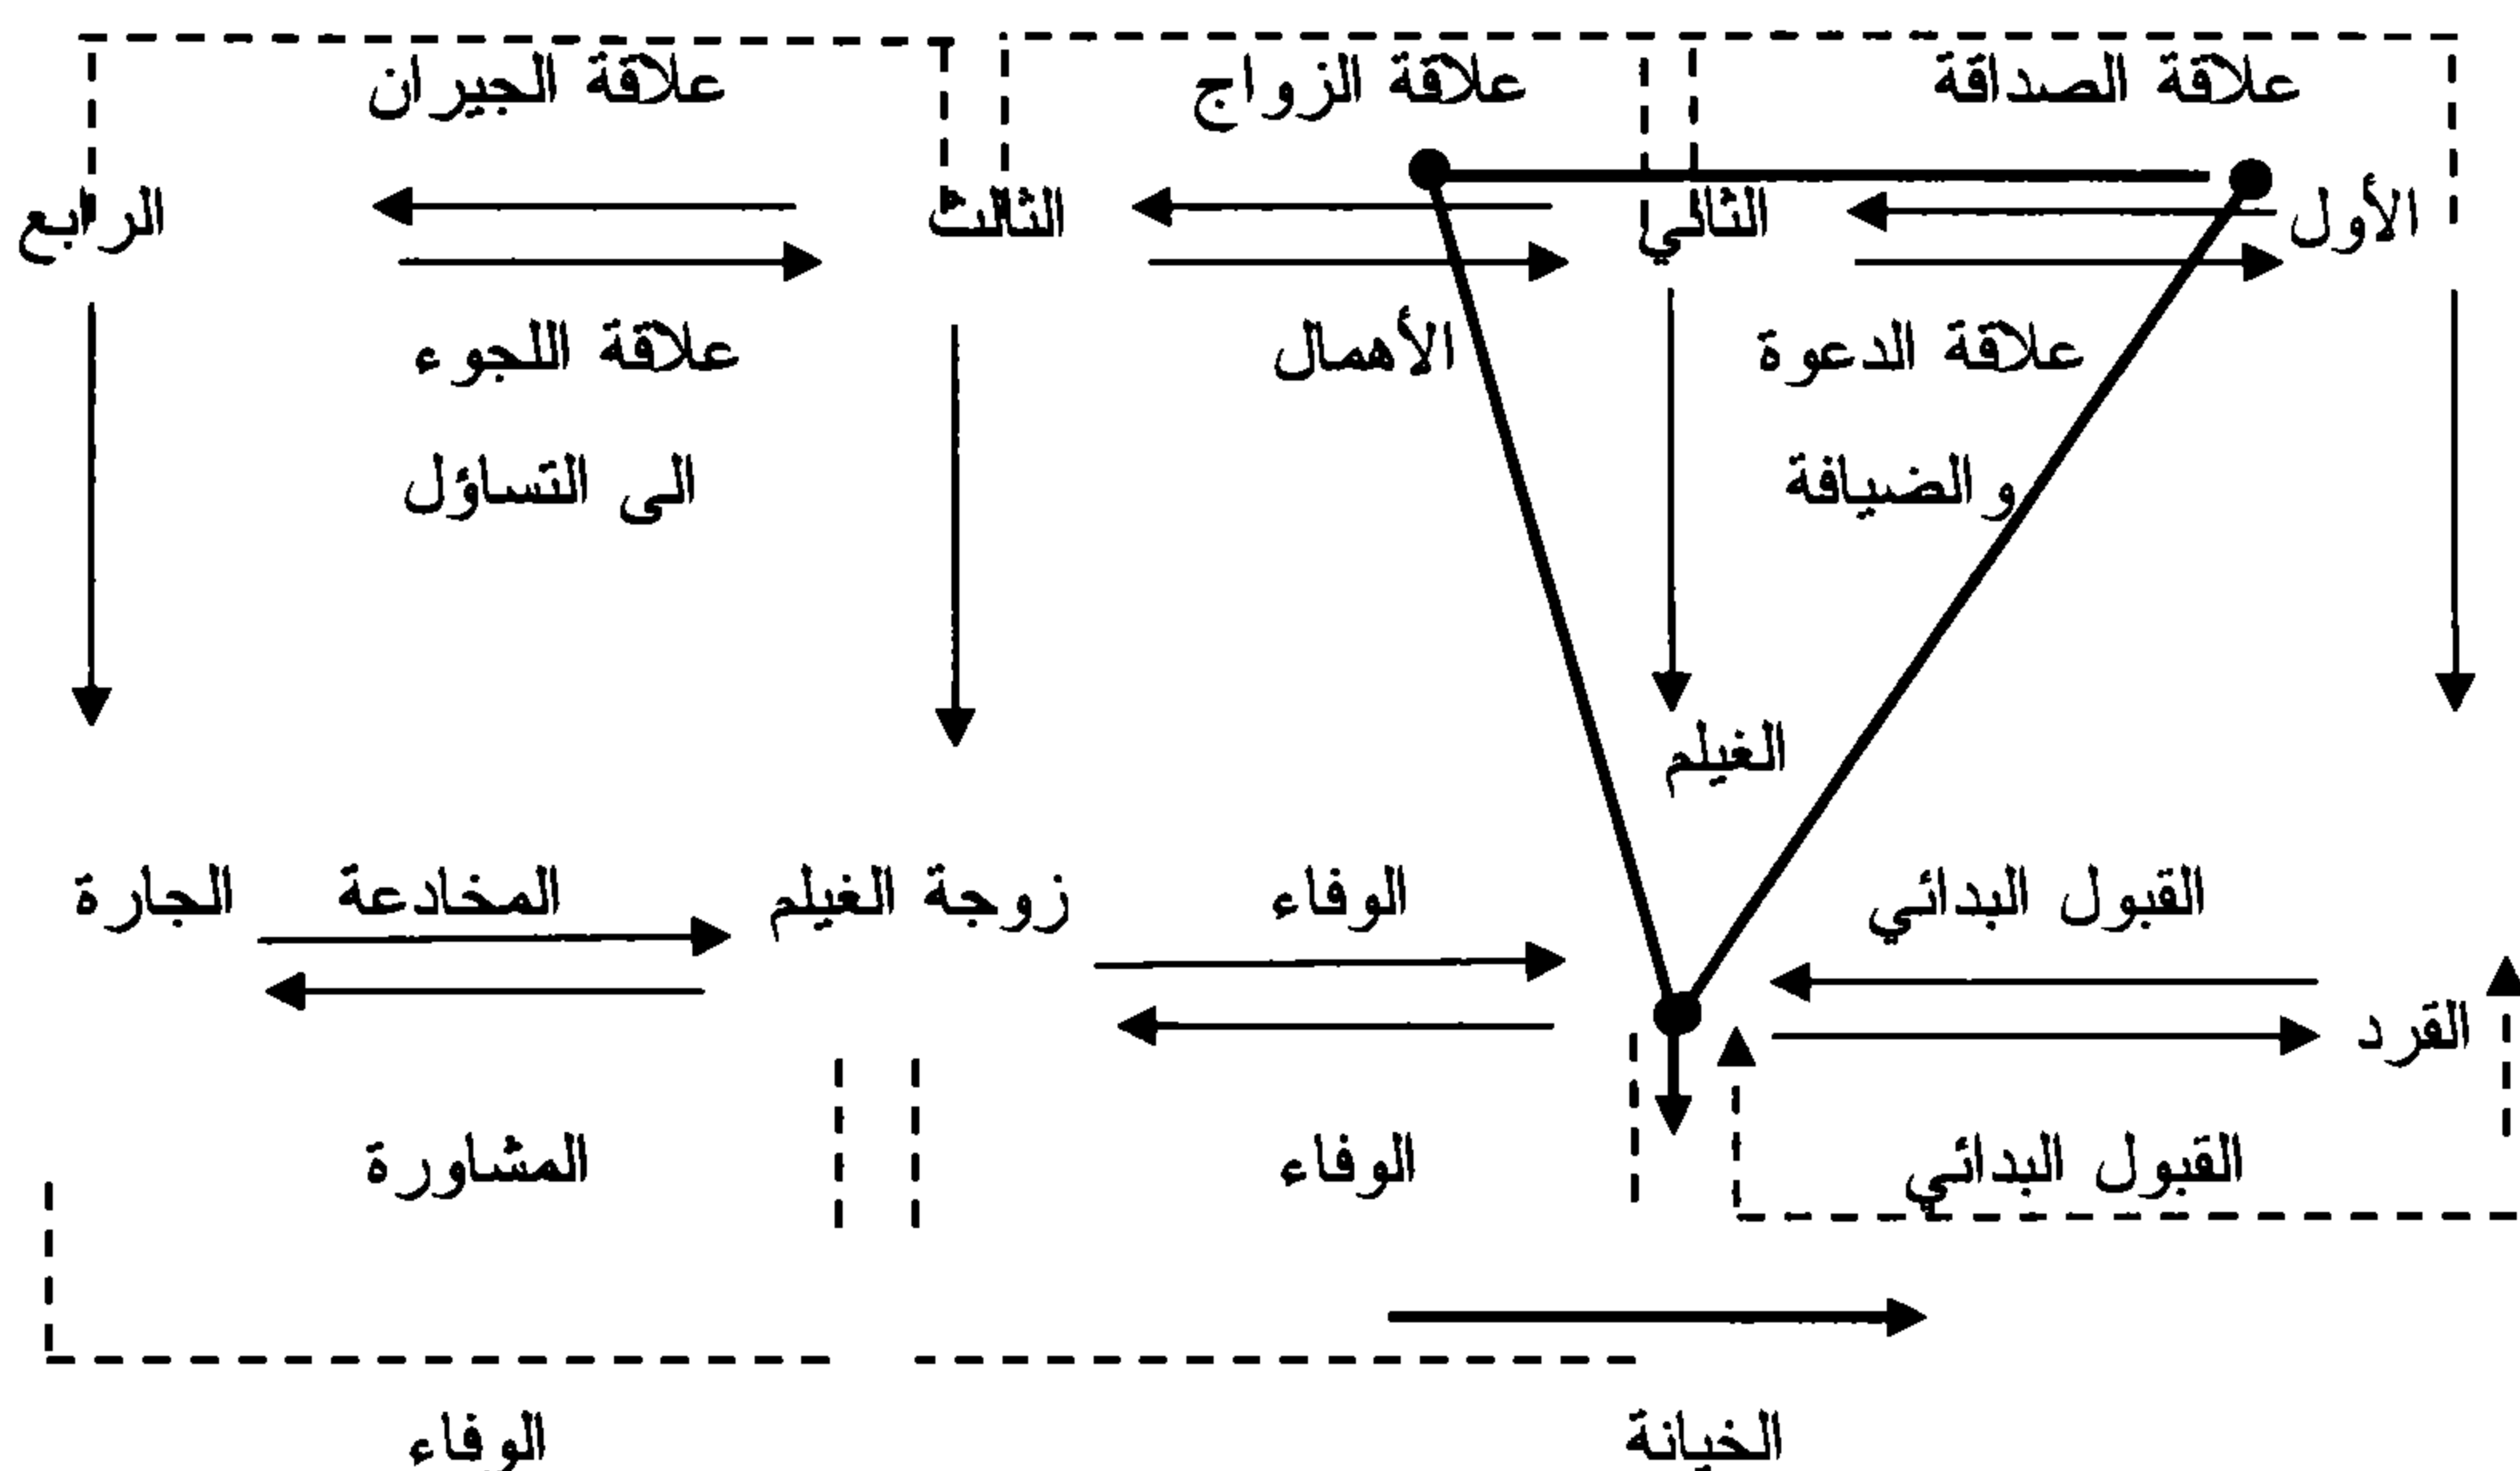 علاقة الصداقة علاقة الزواج علاقة الجيران
الأول الثاني الثالث الرابع
علاقة الدعوة الأهمال علاقة اللجوء
و الضيافة الى التساؤل
الغيلم
القبول البدائي الوفاء زوجة الغيلم المخادعة الجارة
القرد
القبول البدائي الوفاء المشاورة
الخيانة الوفاء